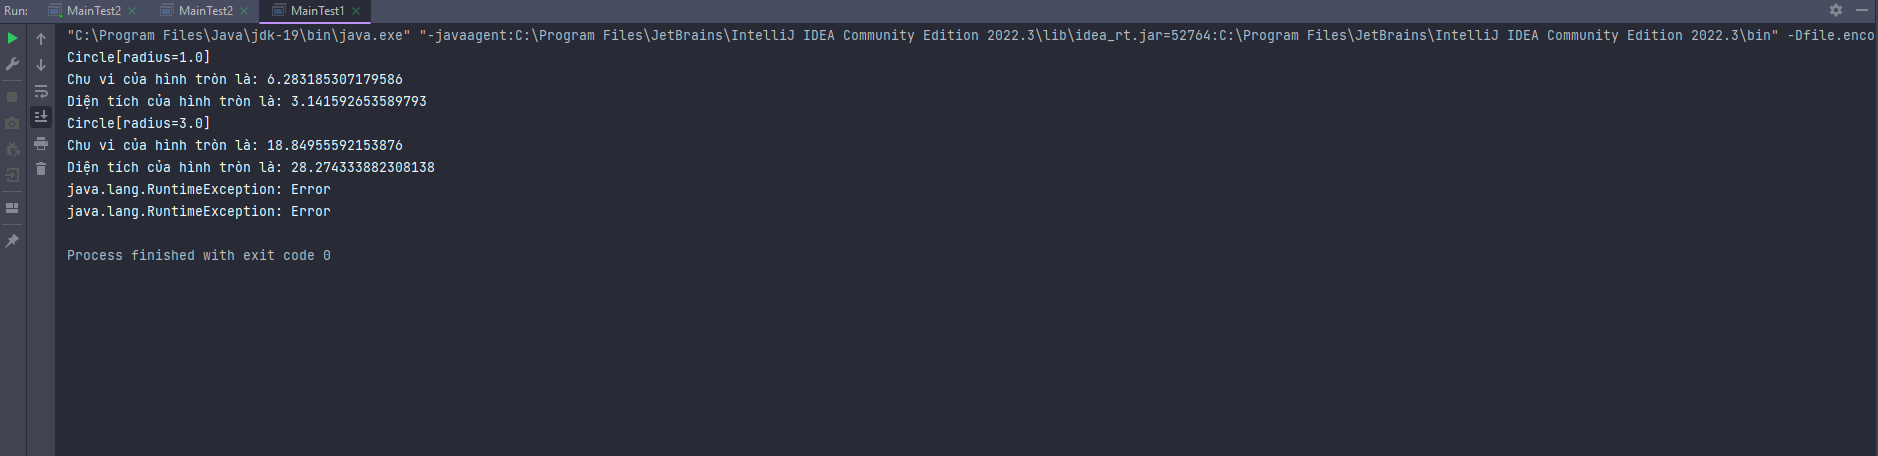 Run: MainTest2 MainTest2 MainTest1
"C:\Program Files\Java\jdk-19\bin\java.exe" "-javaagent:C:\Program Files\JetBrains\IntelliJ IDEA Community Edition 2022.3\lib\idea_rt.jar=52764:C:\Program Files\JetBrains\IntelliJ IDEA Community Edition 2022.3\bin" -Dfile.enco
Circle[radius=1.0]
Chu vi của hình tròn là: 6.283185307179586
Diện tích của hình tròn là: 3.141592653589793
Circle[radius=3.0]
Chu vi của hình tròn là: 18.84955592153876
Diện tích của hình tròn là: 28.274333882308138
java.lang.RuntimeException: Error
java.lang.RuntimeException: Error
Process finished with exit code 0